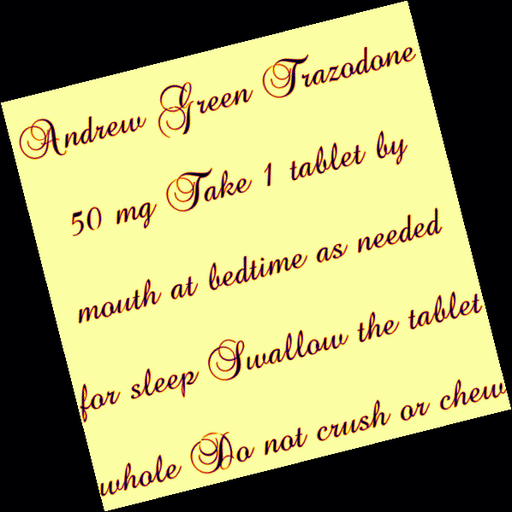 Andrew Green Trazodone
50 mg Take 1 tablet by
mouth at bedtime as needed
for sleep Swallow the tablet
whole Do not crush or chew